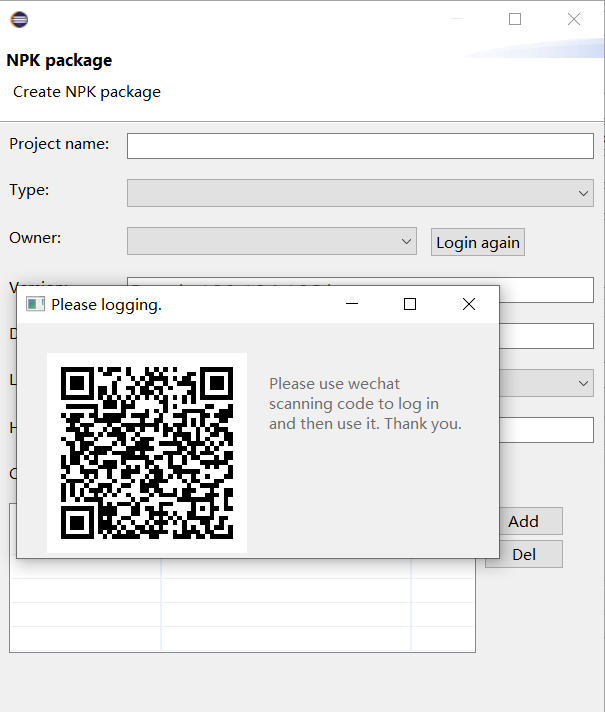 NPK package
Create NPK package
Project name:
Type:
Owner:
Login again
Please logging.
Please use wechat
scanning code to log in
and then use it. Thank you.
Add
Del